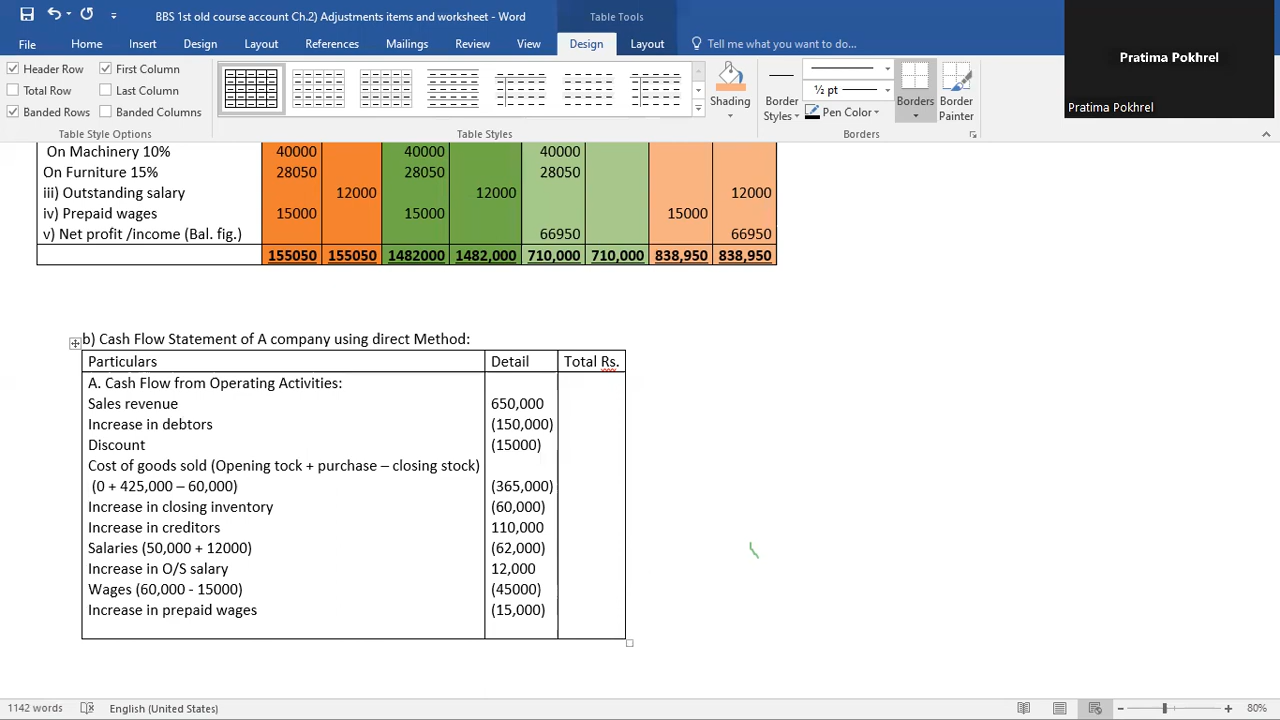 BBS 1st old course account Ch.2) Adjustments items and worksheet - Word
Table Tools
Pratima Pokhrel
File Home Insert Design Layout References Mailings Review View Design Layout Tell me what you want to do...
Header Row First Column
Total Row Last Column
Banded Rows Banded Columns
Table Style Options
Table Styles
Shading
Border Styles
½ pt
Pen Color
Borders
Border Painter
Borders
Pratima Pokhrel
On Machinery 10% 40000 40000 40000
On Furniture 15% 28050 28050 28050
iii) Outstanding salary 12000 12000 12000
iv) Prepaid wages 15000 15000 15000
v) Net profit /income (Bal. fig.) 66950 66950
155050 155050 1482000 1482,000 710,000 710,000 838,950 838,950
b) Cash Flow Statement of A company using direct Method:
Particulars Detail Total Rs.
A. Cash Flow from Operating Activities:
Sales revenue 650,000
Increase in debtors (150,000)
Discount (15000)
Cost of goods sold (Opening tock + purchase – closing stock)
(0 + 425,000 – 60,000) (365,000)
Increase in closing inventory (60,000)
Increase in creditors 110,000
Salaries (50,000 + 12000) (62,000)
Increase in O/S salary 12,000
Wages (60,000 - 15000) (45000)
Increase in prepaid wages (15,000)
1142 words English (United States) 80%